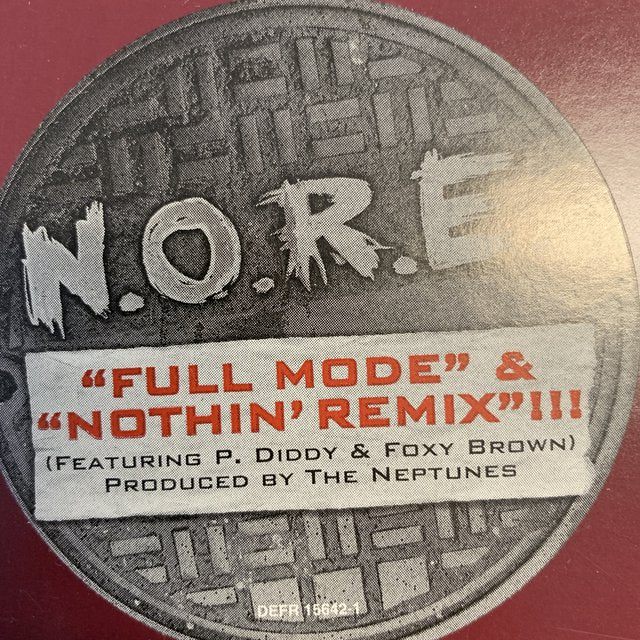 N.O.R.E
“FULL MODE” &
“NOTHIN’ REMIX”!!!
(FEATURING P. DIDDY & FOXY BROWN)
PRODUCED BY THE NEPTUNES
DEFR 15642-1